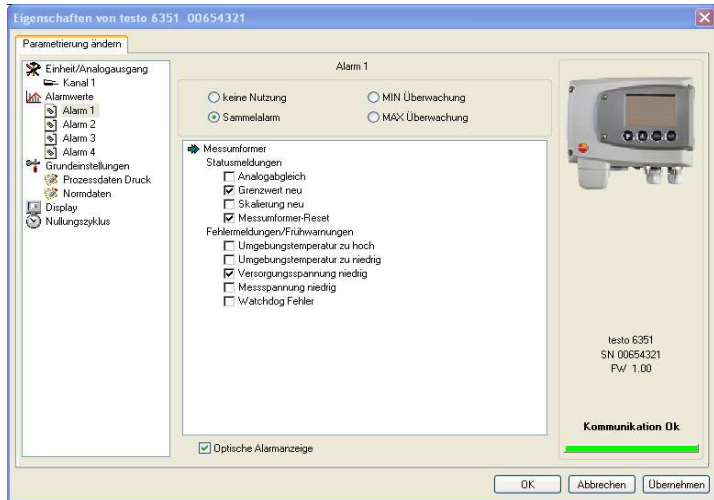 Eigenschaften von testo 6351 00654321
Parametrierung ändern
Einheit/Analogausgang
Kanal 1
Alarmwerte
Alarm 1
Alarm 2
Alarm 3
Alarm 4
Grundeinstellungen
Prozessdaten Druck
Normdaten
Display
Nullungszyklus
Alarm 1
keine Nutzung
MIN Überwachung
Sammelalarm
MAX Überwachung
Messumformer
Statusmeldungen
Analogabgleich
Grenzwert neu
Skalierung neu
Messumformer-Reset
Fehlermeldungen/Frühwarnungen
Umgebungstemperatur zu hoch
Umgebungstemperatur zu niedrig
Versorgungsspannung niedrig
Messspannung niedrig
Watchdog Fehler
Optische Alarmanzeige
testo 6351
SN 00654321
FW 1.00
Kommunikation Ok
OK
Abbrechen
Übernehmen